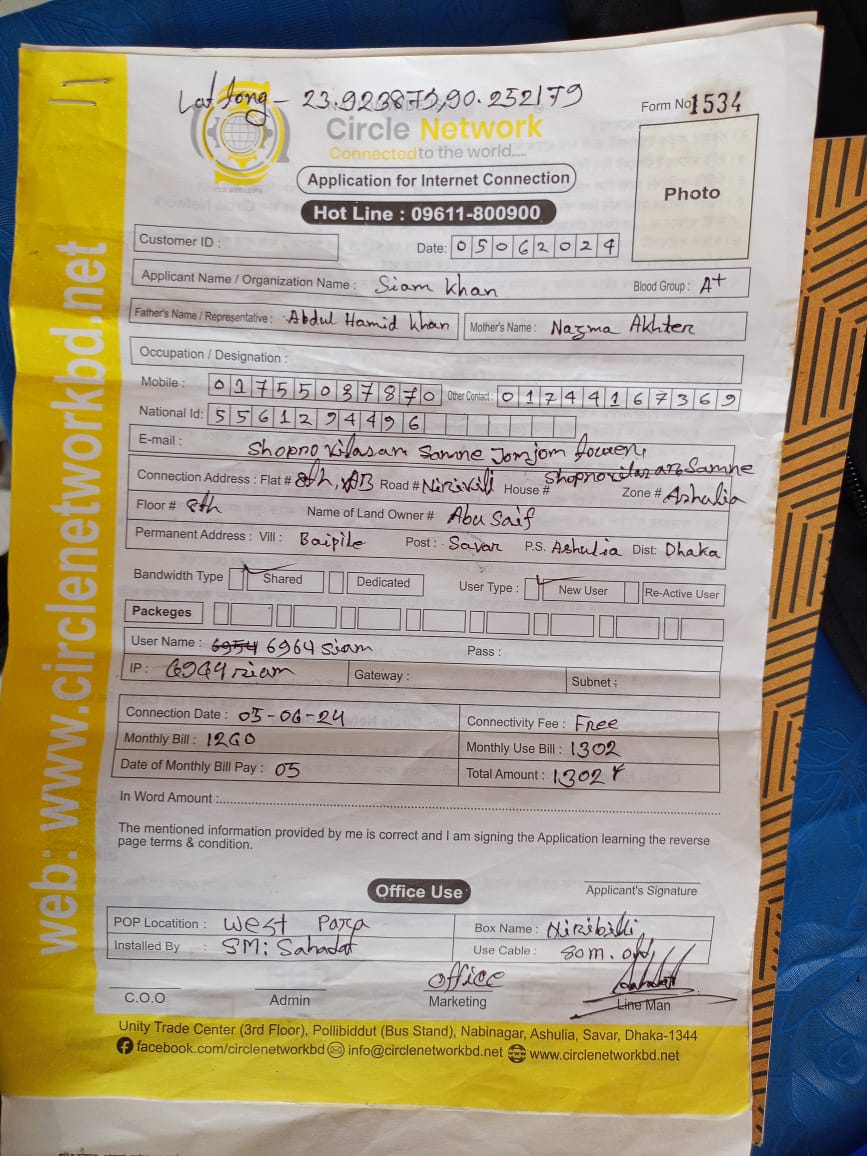 Lat long - 23.923875,90.252179
Form No 1534
Circle Network
Connected to the world.....
Application for Internet Connection
Photo
Hot Line : 09611-800900
Customer ID :
Date: 05062024
Applicant Name / Organization Name : Siam Khan Blood Group : A+
Father's Name / Representative : Abdul Hamid Khan Mother's Name : Nazma Akhter
Occupation / Designation :
Mobile : 01755037870 Other Contact : 01744167369
National Id: 5561294496
E-mail :
Shopno Vilasam Samne Jomjom tower,
Connection Address : Flat # 8th, AB Road # Nirivili House # Samne Zone # Ashulia
Floor # 8th Name of Land Owner # Abu Saif
Permanent Address : Vill : Baipile Post : Savar P.S. Ashulia Dist: Dhaka
Bandwidth Type Shared Dedicated User Type : New User Re-Active User
Packeges
User Name : 6954 6964 siam Pass :
IP : 6964 siam Gateway : Subnet :
Connection Date : 05-06-24 Connectivity Fee : Free
Monthly Bill : 1260 Monthly Use Bill : 1302
Date of Monthly Bill Pay : 05 Total Amount : 1302
In Word Amount :
The mentioned information provided by me is correct and I am signing the Application learning the reverse
page terms & condition.
Applicant's Signature
Office Use
POP Locatition : West Para Box Name : Niribili
Installed By : SM: Sahadat Use Cable : 80m.
office
C.O.O Admin Marketing Line Man
Unity Trade Center (3rd Floor), Pollibiddut (Bus Stand), Nabinagar, Ashulia, Savar, Dhaka-1344
facebook.com/circlenetworkbd info@circlenetworkbd.net www.circlenetworkbd.net
web: www.circlenetworkbd.net